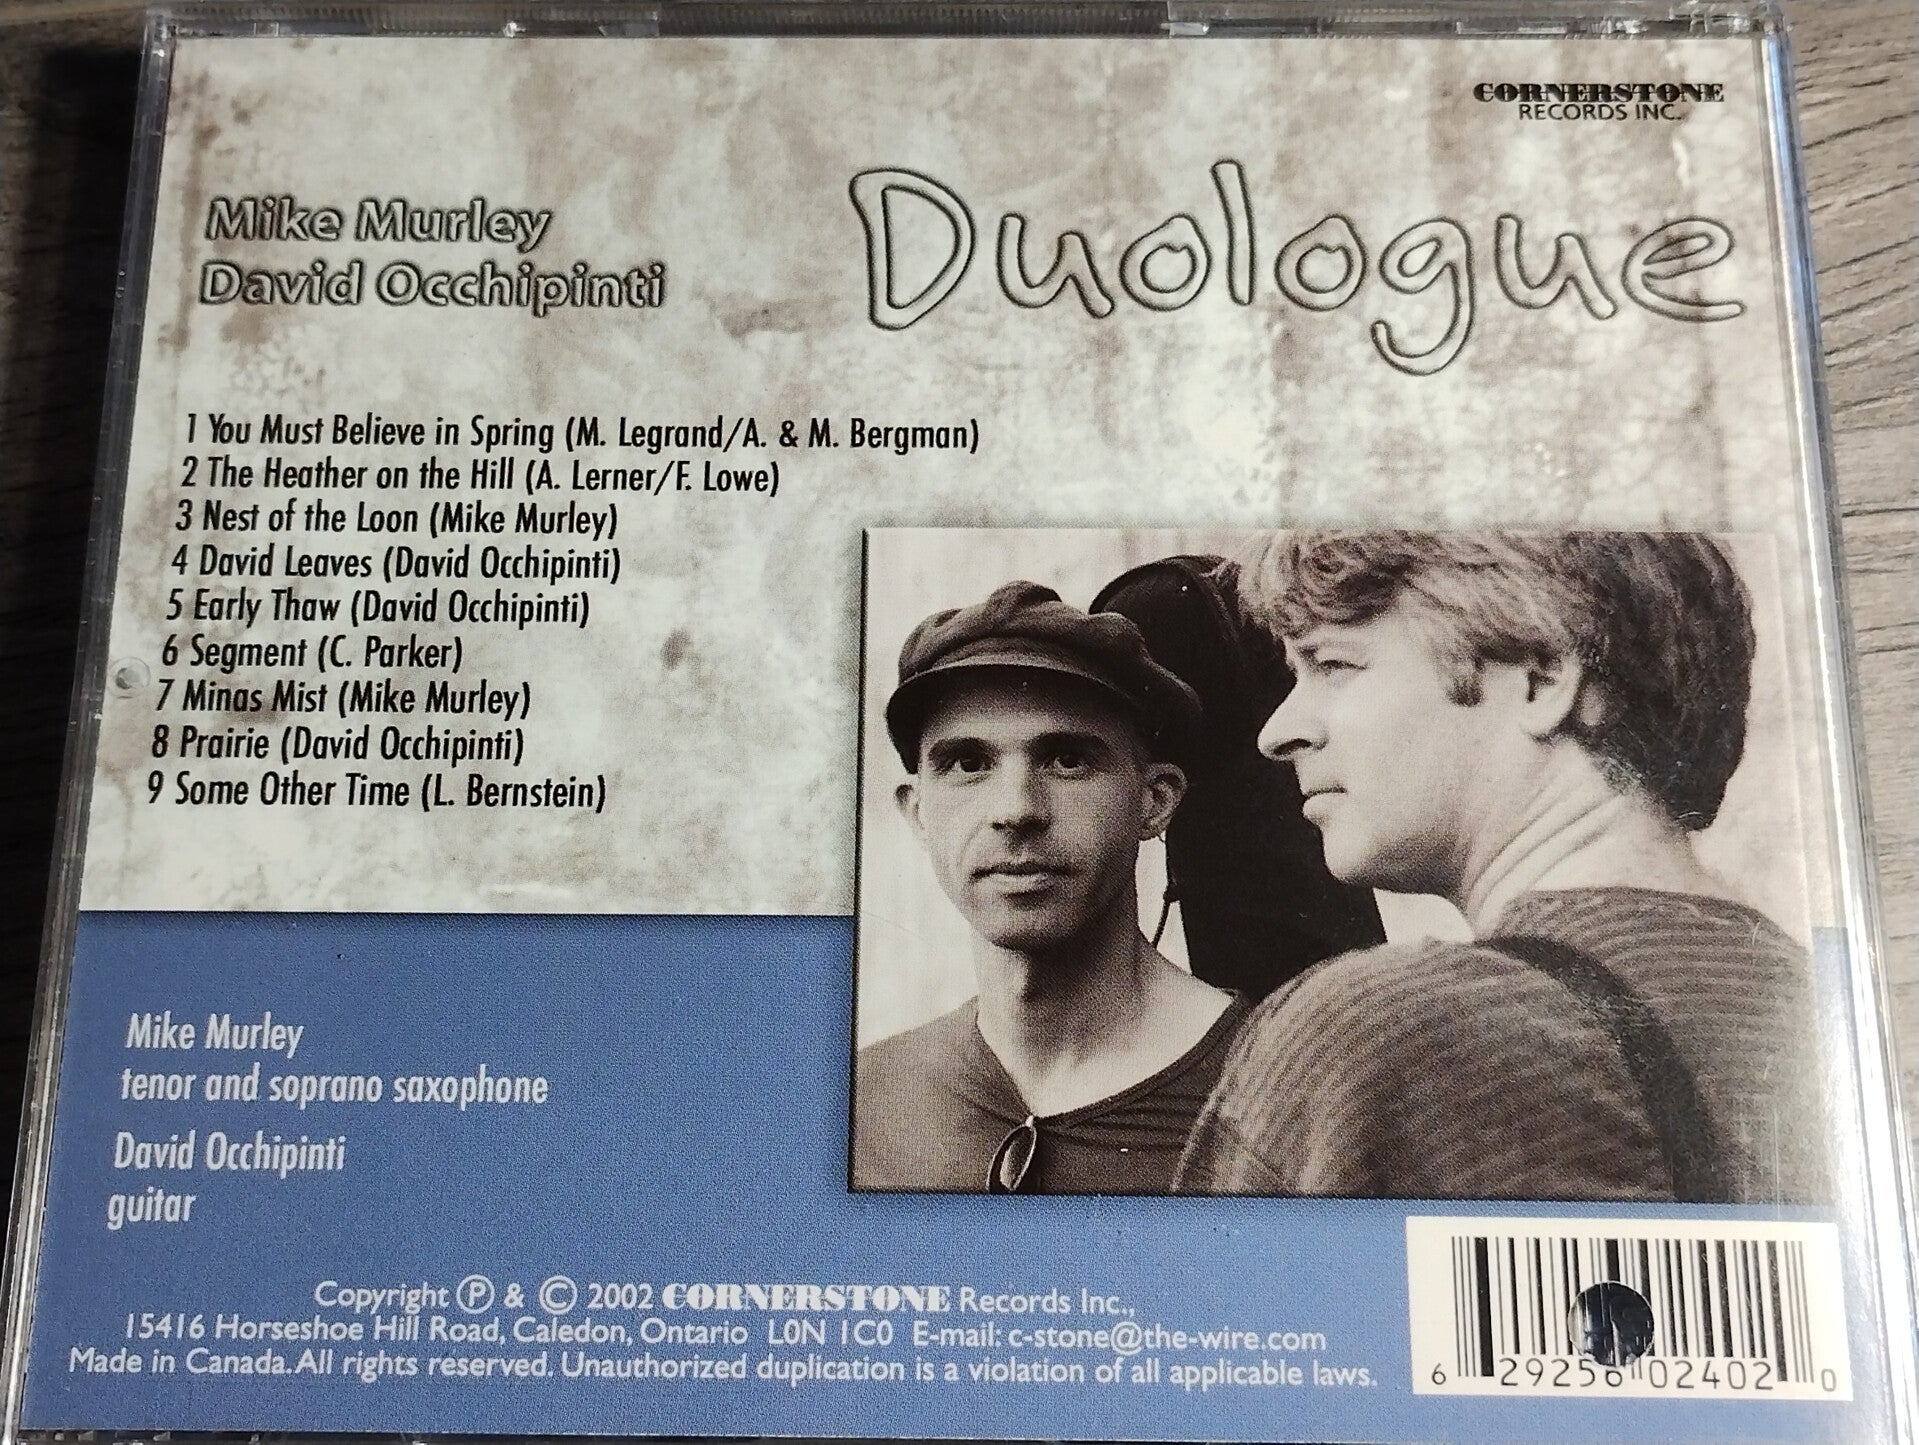 CORNERSTONE
RECORDS INC.
Mike Murley
David Occhipinti
Duologue
1 You Must Believe in Spring (M. Legrand/A. & M. Bergman)
2 The Heather on the Hill (A. Lerner/F. Lowe)
3 Nest of the Loon (Mike Murley)
4 David Leaves (David Occhipinti)
5 Early Thaw (David Occhipinti)
6 Segment (C. Parker)
7 Minas Mist (Mike Murley)
8 Prairie (David Occhipinti)
9 Some Other Time (L. Bernstein)
Mike Murley
tenor and soprano saxophone
David Occhipinti
guitar
Copyright Ⓟ & © 2002 CORNERSTONE Records Inc.,
15416 Horseshoe Hill Road, Caledon, Ontario L0N 1C0 E-mail: c-stone@the-wire.com
Made in Canada. All rights reserved. Unauthorized duplication is a violation of all applicable laws.
6 29256 02402 0